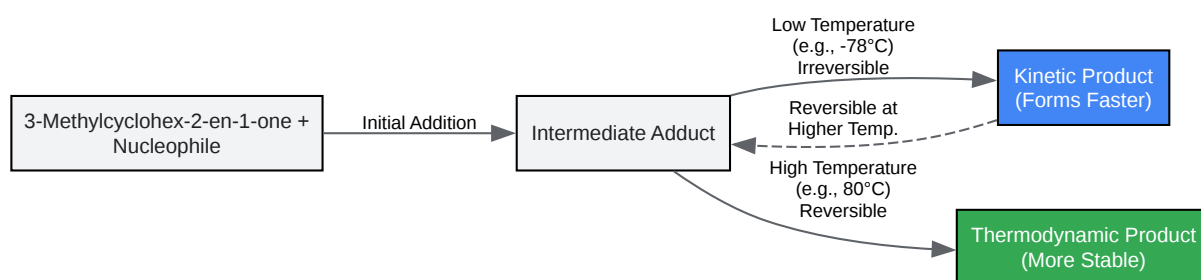 3-Methylcyclohex-2-en-1-one +
Nucleophile
Initial Addition
Intermediate Adduct
Low Temperature
(e.g., -78°C)
Irreversible
Kinetic Product
(Forms Faster)
Reversible at
Higher Temp.
High Temperature
(e.g., 80°C)
Reversible
Thermodynamic Product
(More Stable)